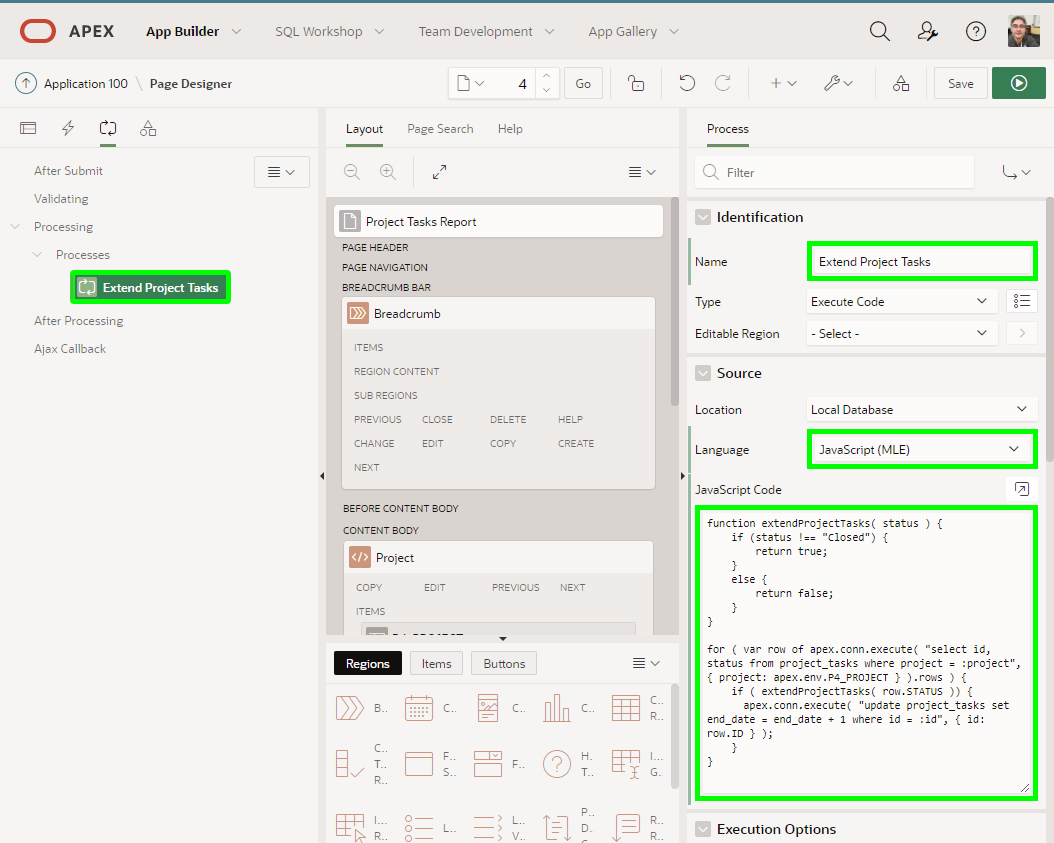 APEX
App Builder
SQL Workshop
Team Development
App Gallery
Application 100 \ Page Designer
4
Go
Save
After Submit
Validating
Processing
Processes
Extend Project Tasks
After Processing
Ajax Callback
Layout
Page Search
Help
Project Tasks Report
PAGE HEADER
PAGE NAVIGATION
BREADCRUMB BAR
Breadcrumb
ITEMS
REGION CONTENT
SUB REGIONS
PREVIOUS CLOSE DELETE HELP
CHANGE EDIT COPY CREATE
NEXT
BEFORE CONTENT BODY
CONTENT BODY
</> Project
COPY EDIT PREVIOUS NEXT
ITEMS
P4_PROJECT
Regions
Items
Buttons
B.. C.. C.. C.. C.. R..
C.. T.. R.. F.. S.. F.. H.. T.. I... G..
I... R.. L.. L.. V.. P.. D.. C.. R.. R..
Process
Filter
Identification
Name Extend Project Tasks
Type Execute Code
Editable Region - Select -
Source
Location Local Database
Language JavaScript (MLE)
JavaScript Code
function extendProjectTasks( status ) {
    if (status !== "Closed") {
        return true;
    }
    else {
        return false;
    }
}

for ( var row of apex.conn.execute( "select id,
status from project_tasks where project = :project",
{ project: apex.env.P4_PROJECT } ).rows ) {
    if ( extendProjectTasks( row.STATUS )) {
      apex.conn.execute( "update project_tasks set
end_date = end_date + 1 where id = :id", { id:
row.ID } );
    }
}
Execution Options